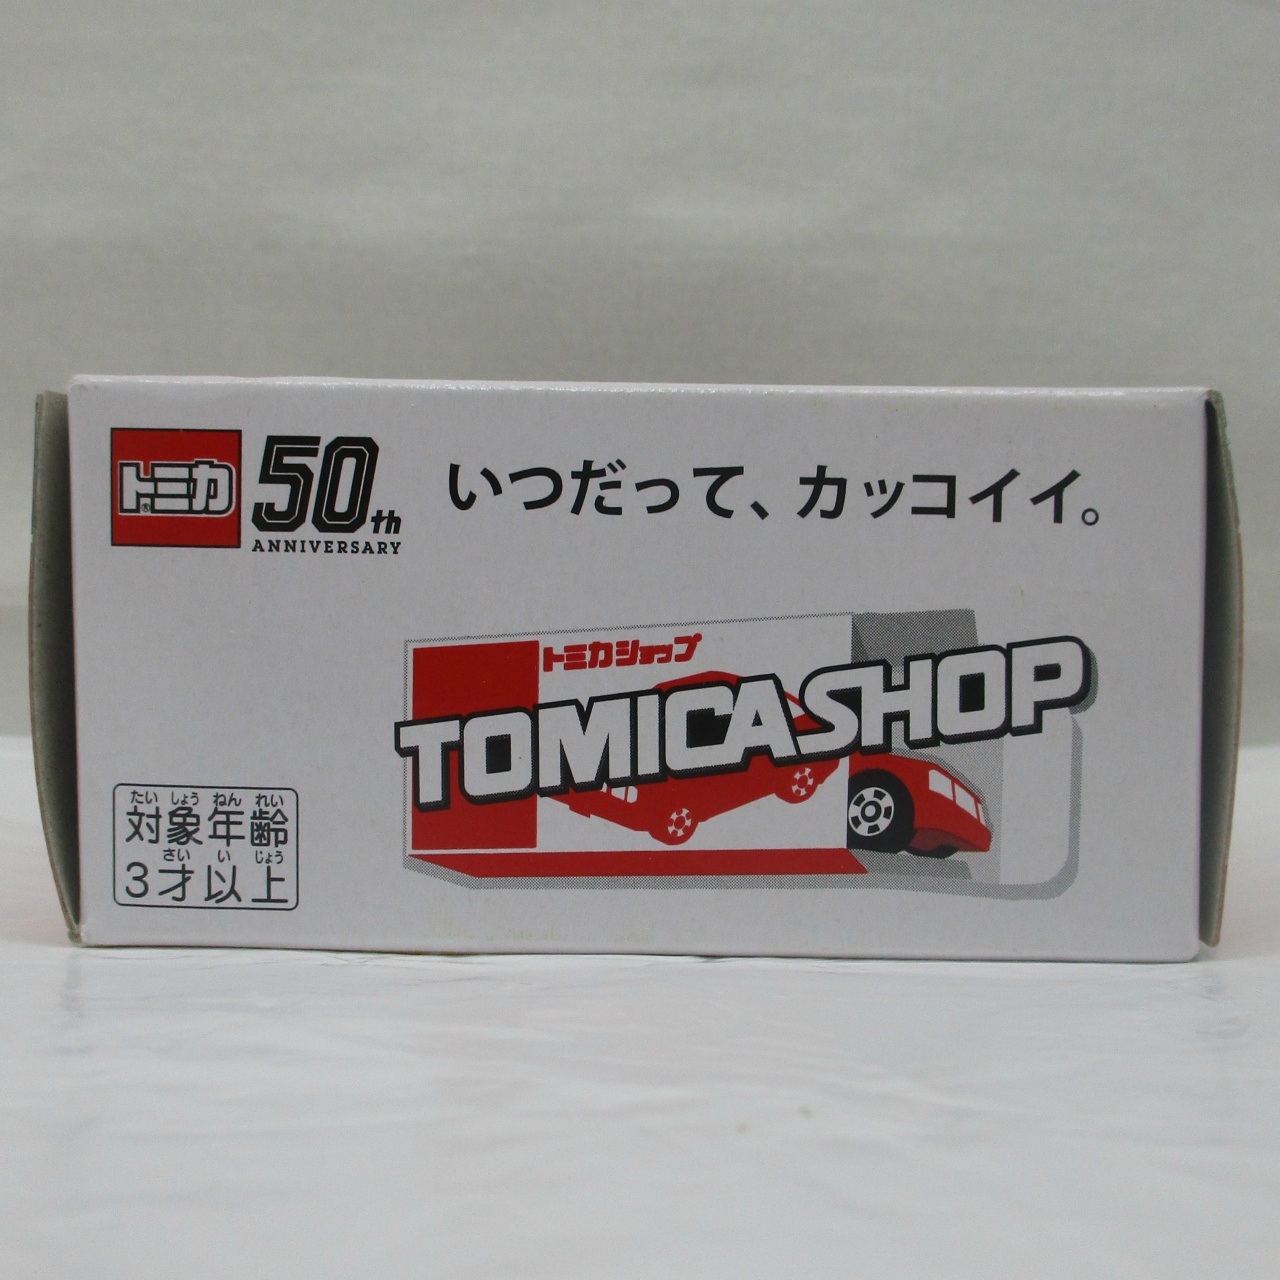 トミカ®
50th
ANNIVERSARY
いつだって、カッコイイ。
トミカショップ
TOMICASHOP
たい しょう ねん れい
対象年齢
さい い じょう
3才以上